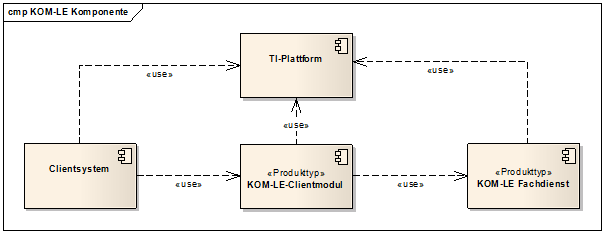 cmp KOM-LE Komponente
TI-Plattform
«use»
«use»
«use»
Clientsystem
«Produkttyp»
KOM-LE-Clientmodul
«Produkttyp»
KOM-LE Fachdienst
«use»
«use»